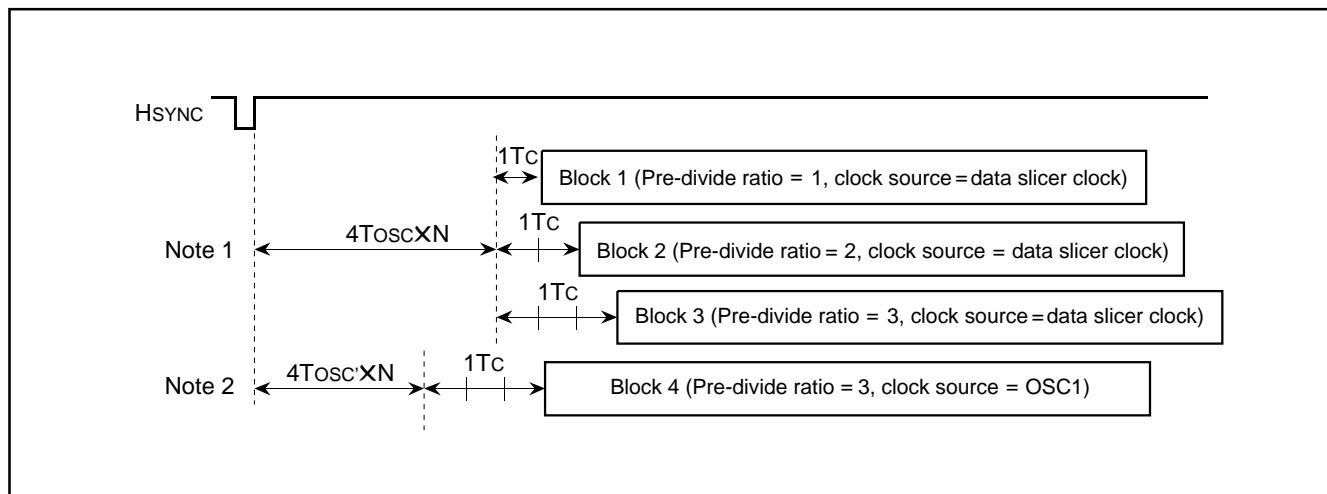 HSYNC
1TC
Block 1 (Pre-divide ratio = 1, clock source = data slicer clock)
1TC
4TOSC×N
Note 1
Block 2 (Pre-divide ratio = 2, clock source = data slicer clock)
1TC
Block 3 (Pre-divide ratio = 3, clock source = data slicer clock)
1TC
4TOSC'×N
Note 2
Block 4 (Pre-divide ratio = 3, clock source = OSC1)